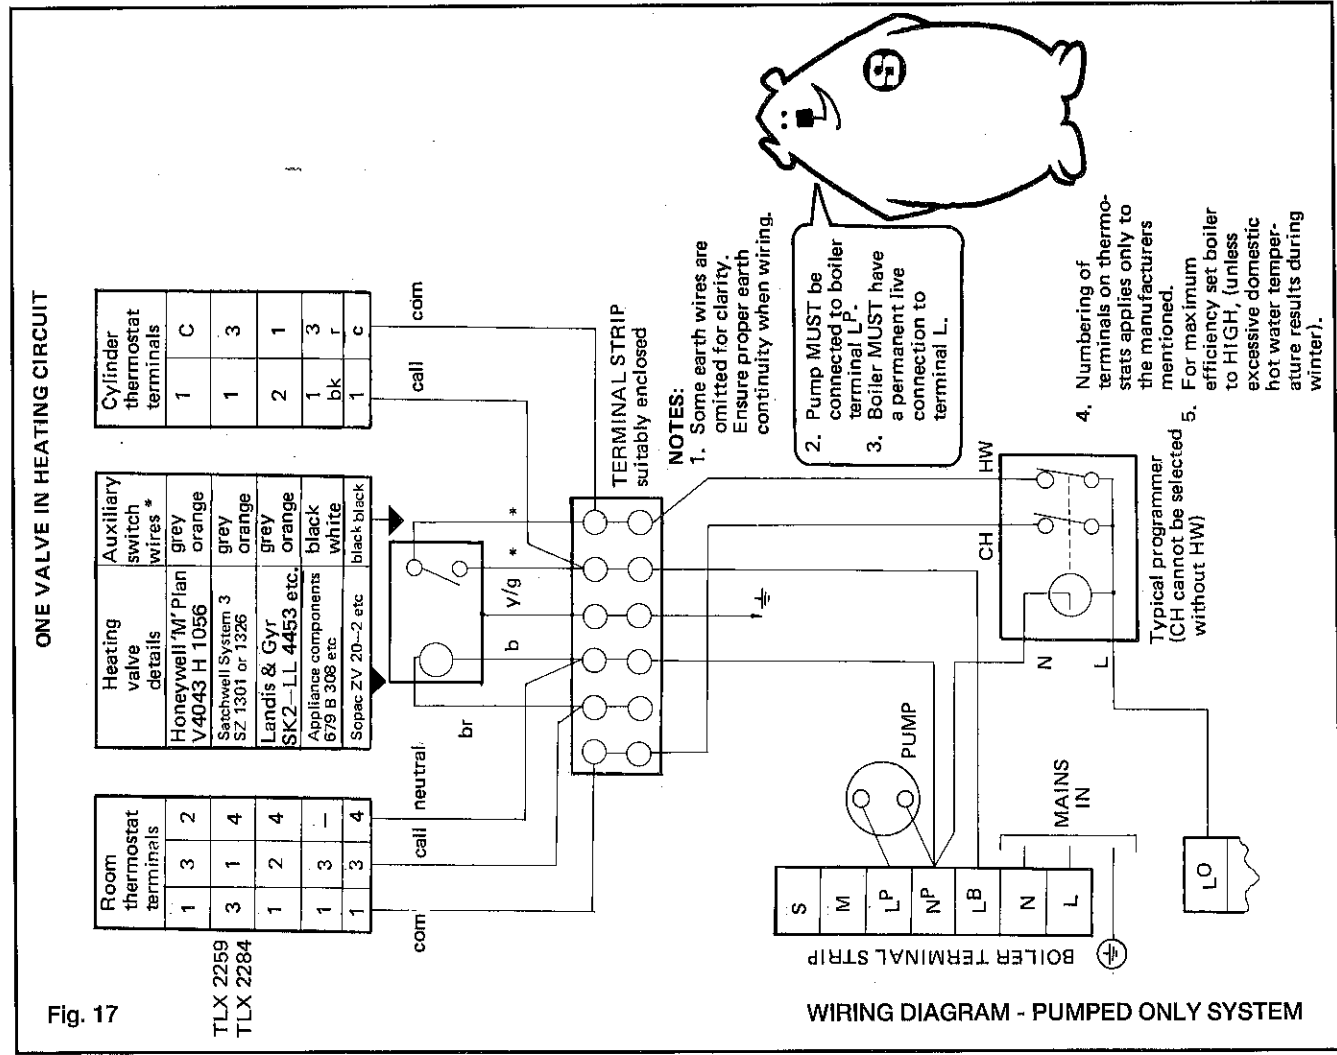 ONE VALVE IN HEATING CIRCUIT
Room
thermostat
terminals
1 3 2
3 1 4
1 2 4
1 3 –
1 3 4
TLX 2259
TLX 2284
Heating
valve
details
Auxiliary
switch
wires *
Honeywell 'M' Plan
V4043 H 1056
grey
orange
Satchwell System 3
SZ 1301 or 1326
grey
orange
Landis & Gyr
SK2–LL 4453 etc.
grey
orange
Appliance components
679 B 308 etc
black
white
Sopac ZV 20–2 etc
black black
Cylinder
thermostat
terminals
1 C
1 3
2 1
1 3
bk r
1 c
com
call
neutral
br
b
y/g
*
*
call
com
TERMINAL STRIP
suitably enclosed
NOTES:
1. Some earth wires are
omitted for clarity.
Ensure proper earth
continuity when wiring.
2. Pump MUST be
connected to boiler
terminal LP.
3. Boiler MUST have
a permanent live
connection to
terminal L.
4. Numbering of
terminals on thermo-
stats applies only to
the manufacturers
mentioned.
5. For maximum
efficiency set boiler
to HIGH, (unless
excessive domestic
hot water temper-
ature results during
winter).
PUMP
BOILER TERMINAL STRIP
S
M
LP
NP
LB
N
L
MAINS
IN
N
L
CH
HW
Typical programmer
(CH cannot be selected
without HW)
LO
Fig. 17
WIRING DIAGRAM - PUMPED ONLY SYSTEM